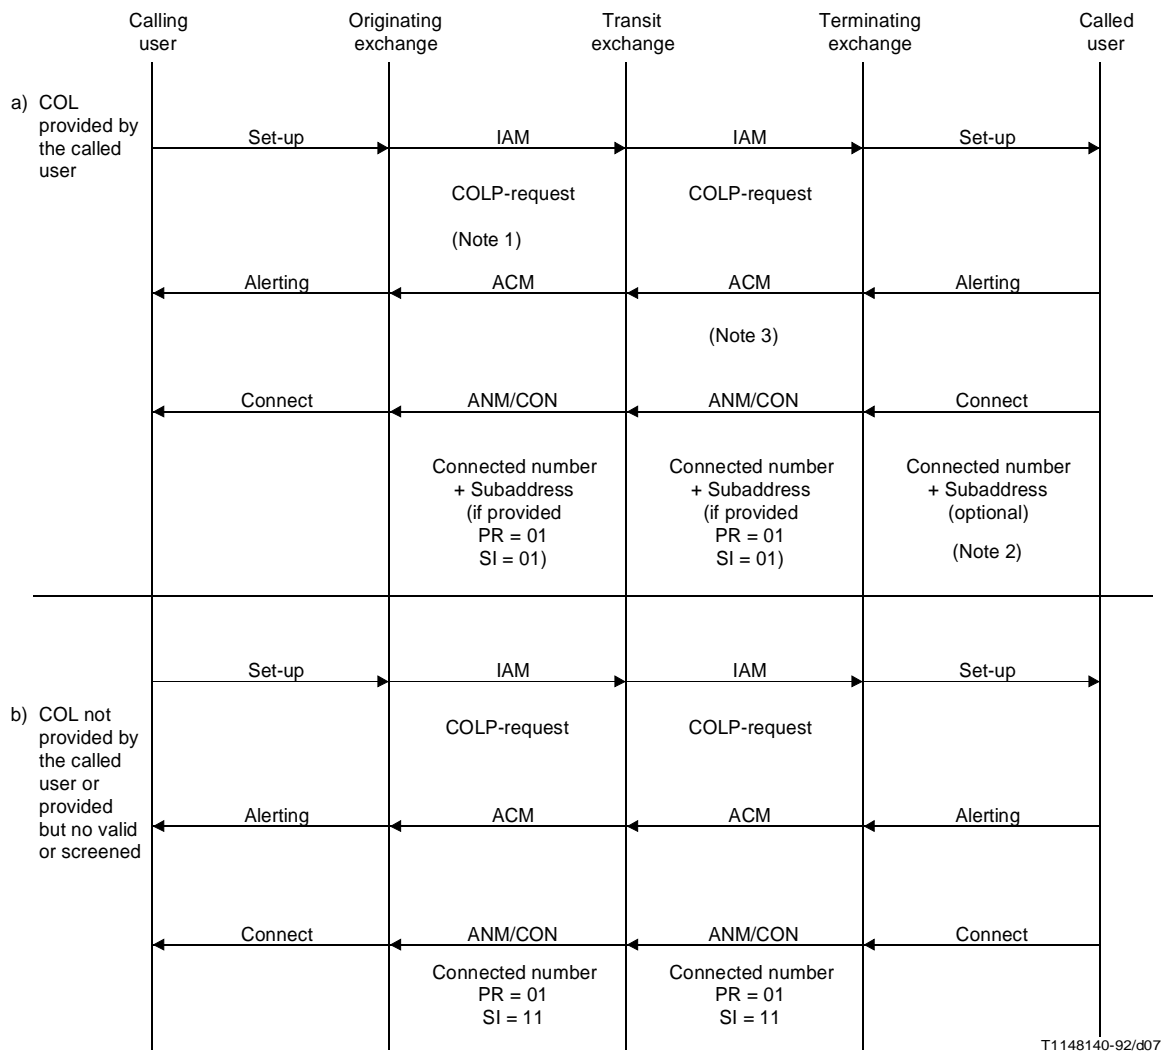 Calling
user
Originating
exchange
Transit
exchange
Terminating
exchange
Called
user
a) COL
provided by
the called
user
Set-up
IAM
IAM
Set-up
COLP-request
COLP-request
(Note 1)
Alerting
ACM
ACM
Alerting
(Note 3)
Connect
ANM/CON
ANM/CON
Connect
Connected number
+ Subaddress
(if provided
PR = 01
SI = 01)
Connected number
+ Subaddress
(if provided
PR = 01
SI = 01)
Connected number
+ Subaddress
(optional)
(Note 2)
b) COL not
provided by
the called
user or
provided
but no valid
or screened
Set-up
IAM
IAM
Set-up
COLP-request
COLP-request
Alerting
ACM
ACM
Alerting
Connect
ANM/CON
ANM/CON
Connect
Connected number
PR = 01
SI = 11
Connected number
PR = 01
SI = 11
T1148140-92/d07